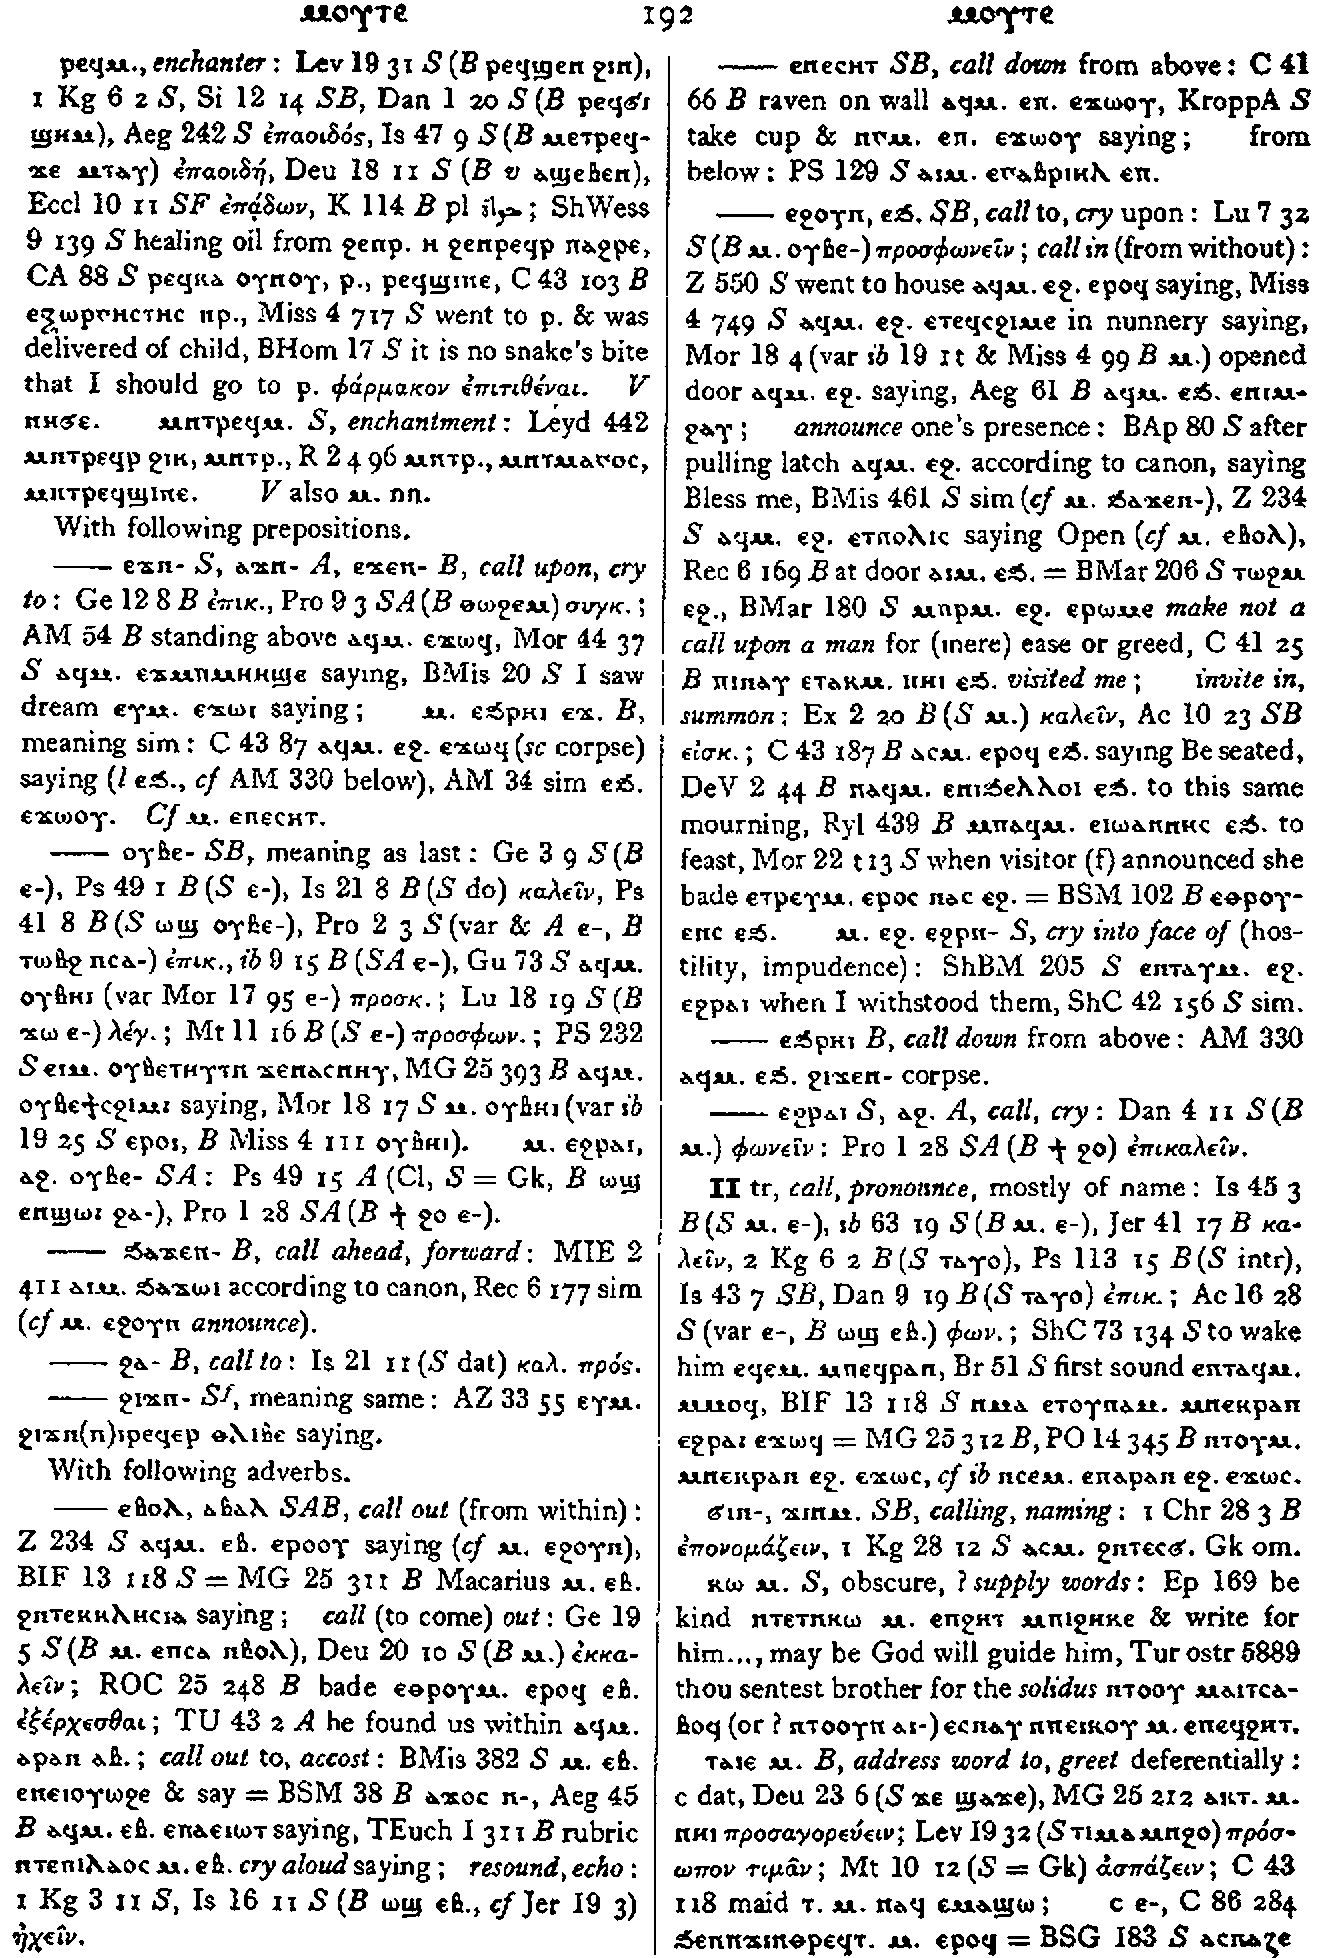 ⲙⲟⲩⲧⲉ 192 ⲙⲟⲩⲧⲉ
ⲣⲉϥⲙ., enchanter: Lev 19 31 S (B ⲣⲉϥϣⲉⲛ ϩⲓⲛ),
1 Kg 6 2 S, Si 12 14 SB, Dan 1 20 S (B ⲣⲉϥϭⲓ
ϣⲏⲙ), Aeg 242 S ἐπαοιδός, Is 47 9 S (B ⲙⲉⲧⲣⲉϥ-
ϫⲉ ⲙⲧⲁⲩ) ἐπαοιδή, Deu 18 11 S (B v ⲁϣⲉⲃⲉⲛ),
Eccl 10 11 SF ἐπᾴδων, K 114 B pl; ShWess
9 139 S healing oil from ϩⲉⲛⲣ. ⲏ ϩⲉⲛⲣⲉϥⲣ ⲡⲁϩⲣⲉ,
CA 88 S ⲣⲉϥⲕⲁ ⲟⲩⲛⲟⲩ, ⲣ., ⲣⲉϥϣⲓⲛⲉ, C 43 103 B
ⲉⲝⲱⲣⲅⲏⲥⲧⲏⲥ ⲛⲣ., Miss 4 717 S went to ⲣ. & was
delivered of child, BHom 17 S it is no snake's bite
that I should go to ⲣ. φάρμακον ἐπιτιθέναι. V
ⲡⲏϭⲉ. ⲙⲛⲧⲣⲉϥⲙ. S, enchantment: Leyd 442
ⲙⲛⲧⲣⲉϥⲣ ϩⲓⲕ, ⲙⲛⲧⲣ., R 2 4 96 ⲙⲛⲧⲣ., ⲙⲛⲧⲙⲁⲅⲟⲥ,
ⲙⲛⲧⲣⲉϥϣⲓⲛⲉ. V also ⲙ. ⲛⲛ.
With following prepositions.
—— ⲉϫⲛ- S, ⲁϫⲛ- A, ⲉϫⲉⲛ- B, call upon, cry
to: Ge 12 8 B ἐπικ., Pro 9 3 SA (B ⲑⲱϩⲉⲙ) συγκ.;
AM 54 B standing above ⲁϥⲙ. ⲉϫⲱϥ, Mor 44 37
S ⲁϥⲙ. ⲉϫⲙⲡⲙⲏⲏϣⲉ saying, BMis 20 S I saw
dream ⲉⲩⲙ. ⲉϫⲱⲓ saying; ⲙ. ⲉϧⲣⲏⲓ ⲉϫ. B,
meaning sim: C 43 87 ⲁϥⲙ. ⲉϩ. ⲉϫⲱϥ (sc corpse)
saying (l ⲉϧ., cf AM 330 below), AM 34 sim ⲉϧ.
ⲉϫⲱⲟⲩ. Cf ⲙ. ⲉⲡⲉⲥⲏⲧ.
—— ⲟⲩⲃⲉ- SB, meaning as last: Ge 3 9 S (B
ⲉ-), Ps 49 1 B (S ⲉ-), Is 21 8 B (S do) καλεῖν, Ps
41 8 B (S ⲱϣ ⲟⲩⲃⲉ-), Pro 2 3 S (var & A ⲉ-, B
ⲧⲱⲃϩ ⲛⲥⲁ-) ἐπικ., ib 9 15 B (SA ⲉ-), Gu 73 S ⲁϥⲙ.
ⲟⲩⲃⲏⲓ (var Mor 17 95 ⲉ-) προσκ.; Lu 18 19 S (B
ϫⲱ ⲉ-) λέγ.; Mt 11 16 B (S ⲉ-) προσφων.; PS 232
S ⲉⲓⲙ. ⲟⲩⲃⲉⲧⲏⲩⲧⲛ ϫⲉⲛⲁⲥⲛⲏⲩ, MG 25 393 B ⲁϥⲙ.
ⲟⲩⲃⲉϯⲥϩⲓⲙⲓ saying, Mor 18 17 S ⲙ. ⲟⲩⲃⲏⲓ (var ib
19 25 S ⲉⲣⲟⲓ, B Miss 4 111 ⲟⲩⲃⲏⲓ). ⲙ. ⲉϩⲣⲁⲓ,
ⲁϩ. ⲟⲩⲃⲉ- SA: Ps 49 15 A (Cl, S = Gk, B ⲱϣ
ⲉⲡϣⲱⲓ ϩⲁ-), Pro 1 28 SA (B ϯ ϩⲟ ⲉ-).
—— ϧⲁϫⲉⲛ- B, call ahead, forward: MIE 2
411 ⲁⲓⲙ. ϧⲁϫⲱⲓ according to canon, Rec 6 177 sim
(cf ⲙ. ⲉϩⲟⲩⲛ announce).
—— ϩⲁ- B, call to: Is 21 11 (S dat) καλ. πρός.
—— ϩⲓϫⲛ- Sf, meaning same: AZ 33 55 ⲉⲩⲙ.
ϩⲓϫⲛ(ⲛ)ⲓⲣⲉϥⲉⲣ ⲑⲗⲓⲃⲉ saying.
With following adverbs.
—— ⲉⲃⲟⲗ, ⲁⲃⲁⲗ SAB, call out (from within):
Z 234 S ⲁϥⲙ. ⲉⲃ. ⲉⲣⲟⲟⲩ saying (cf ⲙ. ⲉϩⲟⲩⲛ),
BIF 13 118 S = MG 25 311 B Macarius ⲙ. ⲉⲃ.
ϩⲛⲧⲉⲕⲕⲗⲏⲥⲓⲁ saying; call (to come) out: Ge 19
5 S (B ⲙ. ⲉⲡⲥⲁ ⲛⲃⲟⲗ), Deu 20 10 S (B ⲙ.) ἐκκα-
λεῖν; ROC 25 248 B bade ⲉⲑⲣⲟⲩⲙ. ⲉⲣⲟϥ ⲉⲃ.
ἐξέρχεσθαι; TU 43 2 A he found us within ⲁϥⲙ.
ⲁⲣⲁⲛ ⲁⲃ.; call out to, accost: BMis 382 S ⲙ. ⲉⲃ.
ⲉⲡⲉⲓⲟⲩⲱϩⲉ & say = BSM 38 B ⲁϫⲟⲥ ⲛ-, Aeg 45
B ⲁϥⲙ. ⲉⲃ. ⲉⲡⲁⲉⲓⲱⲧ saying, TEuch I 311 B rubric
ⲛⲧⲉⲡⲓⲗⲁⲟⲥ ⲙ. ⲉⲃ. cry aloud saying; resound, echo:
1 Kg 3 11 S, Is 16 11 S (B ⲱϣ ⲉⲃ., cf Jer 19 3)
ἠχεῖν.
—— ⲉⲡⲉⲥⲏⲧ SB, call down from above: C 41
66 B raven on wall ⲁϥⲙ. ⲉⲡ. ⲉϫⲱⲟⲩ, KroppA S
take cup & ⲛⲅⲙ. ⲉⲡ. ⲉϫⲱⲟⲩ saying; from
below: PS 129 S ⲁⲓⲙ. ⲉⲅⲁⲃⲣⲓⲏⲗ ⲉⲡ.
—— ⲉϩⲟⲩⲛ, ⲉϧ. SB, call to, cry upon: Lu 7 32
S (B ⲙ. ⲟⲩⲃⲉ-) προσφωνεῖν; call in (from without):
Z 550 S went to house ⲁϥⲙ. ⲉϩ. ⲉⲣⲟϥ saying, Miss
4 749 S ⲁϥⲙ. ⲉϩ. ⲉⲧⲉϥⲥϩⲓⲙⲉ in nunnery saying,
Mor 18 4 (var ib 19 1t & Miss 4 99 B ⲙ.) opened
door ⲁϥⲙ. ⲉϩ. saying, Aeg 61 B ⲁϥⲙ. ⲉϧ. ⲉⲡⲓⲙ-
ϩⲁⲩ; announce one's presence: BAp 80 S after
pulling latch ⲁϥⲙ. ⲉϩ. according to canon, saying
Bless me, BMis 461 S sim (cf ⲙ. ϧⲁϫⲉⲛ-), Z 234
S ⲁϥⲙ. ⲉϩ. ⲉⲧⲡⲟⲗⲓⲥ saying Open (cf ⲙ. ⲉⲃⲟⲗ),
Rec 6 169 B at door ⲁⲓⲙ. ⲉϧ. = BMar 206 S ⲧⲱϩⲙ
ⲉϩ., BMar 180 S ⲙⲡⲣⲙ. ⲉϩ. ⲉⲣⲱⲙⲉ make not a
call upon a man for (mere) ease or greed, C 41 25
B ⲡⲓⲛⲁⲩ ⲉⲧⲁⲕⲙ. ⲛⲏⲓ ⲉϧ. visited me; invite in,
summon: Ex 2 20 B (S ⲙ.) καλεῖν, Ac 10 23 SB
εἰσκ.; C 43 187 B ⲁⲥⲙ. ⲉⲣⲟϥ ⲉϧ. saying Be seated,
DeV 2 44 B ⲛⲁϥⲙ. ⲉⲡⲓϧⲉⲗⲗⲟⲓ ⲉϧ. to this same
mourning, Ryl 439 B ⲙⲡⲁϥⲙ. ⲉⲓⲱⲁⲛⲛⲏⲥ ⲉϧ. to
feast, Mor 22 t13 S when visitor (f) announced she
bade ⲉⲧⲣⲉⲩⲙ. ⲉⲣⲟⲥ ⲛⲁⲥ ⲉϩ. = BSM 102 B ⲉⲑⲣⲟⲩ-
ⲉⲛⲥ ⲉϧ. ⲙ. ⲉϩ. ⲉϩⲣⲛ- S, cry into face of (hos-
tility, impudence): ShBM 205 S ⲉⲛⲧⲁⲩⲙ. ⲉϩ.
ⲉϩⲣⲁⲓ when I withstood them, ShC 42 156 S sim.
—— ⲉϧⲣⲏⲓ B, call down from above: AM 330
ⲁϥⲙ. ⲉϧ. ϩⲓϫⲉⲛ- corpse.
—— ⲉϩⲣⲁⲓ S, ⲁϩ. A, call, cry: Dan 4 11 S (B
ⲙ.) φωνεῖν: Pro 1 28 SA (B ϯ ϩⲟ) ἐπικαλεῖν.
II tr, call, pronounce, mostly of name: Is 45 3
B (S ⲙ. ⲉ-), ib 63 19 S (B ⲙ. ⲉ-), Jer 41 17 B κα-
λεῖν, 2 Kg 6 2 B (S ⲧⲁⲩⲟ), Ps 113 15 B (S intr),
Is 43 7 SB, Dan 9 19 B (S ⲧⲁⲩⲟ) ἐπικ.; Ac 16 28
S (var ⲉ-, B ⲱϣ ⲉⲃ.) φων.; ShC 73 134 S to wake
him ⲉϥⲉⲙ. ⲙⲡⲉϥⲣⲁⲛ, Br 51 S first sound ⲉⲛⲧⲁϥⲙ.
ⲙⲙⲟϥ, BIF 13 118 S ⲡⲙⲁ ⲉⲧⲟⲩⲛⲁⲙ. ⲙⲡⲉⲕⲣⲁⲛ
ⲉϩⲣⲁⲓ ⲉϫⲱϥ = MG 25 312 B, PO 14 345 B ⲛⲧⲟⲩⲙ.
ⲙⲡⲉⲕⲣⲁⲛ ⲉϩ. ⲉϫⲱⲥ, cf ib ⲛⲥⲉⲙ. ⲉⲡⲁⲣⲁⲛ ⲉϩ. ⲉϫⲱⲥ.
ϭⲓⲛ-, ϫⲓⲛⲙ. SB, calling, naming: 1 Chr 28 3 B
ἐπονομάζειν, 1 Kg 28 12 S ⲁⲥⲙ. ϩⲛⲧⲉⲥϭ. Gk om.
ⲕⲱ ⲙ. S, obscure, ? supply words: Ep 169 be
kind ⲛⲧⲉⲧⲛⲕⲱ ⲙ. ⲉⲡϩⲏⲧ ⲙⲡⲓϩⲏⲕⲉ & write for
him..., may be God will guide him, Tur ostr 5889
thou sentest brother for the solidus ⲛⲧⲟⲟⲩ ⲙⲁⲓⲧⲥⲁ-
ⲃⲟϥ (or ? ⲛⲧⲟⲟⲩⲛ ⲁⲓ-) ⲉⲥⲛⲁⲩ ⲛⲡⲉⲓⲕⲟⲩ ⲙ. ⲉⲡⲉϥϩⲏⲧ.
ⲧⲁⲓⲉ ⲙ. B, address word to, greet deferentially:
c dat, Deu 23 6 (S ϫⲉ ϣⲁϫⲉ), MG 25 212 ⲁⲕⲧ. ⲙ.
ⲛⲏⲓ προσαγορεύειν; Lev 19 32 (S ⲧⲓⲙⲁ ⲙⲡϩⲟ) πρόσ-
ωπον τιμᾶν; Mt 10 12 (S = Gk) ἀσπάζειν; C 43
118 maid ⲧ. ⲙ. ⲛⲁϥ ⲉⲙⲁϣⲱ; c ⲉ-, C 86 284
ϧⲉⲛⲡϫⲓⲛⲑⲣⲉϥⲧ. ⲙ. ⲉⲣⲟϥ = BSG 183 S ⲁⲥⲡⲁⲍⲉ